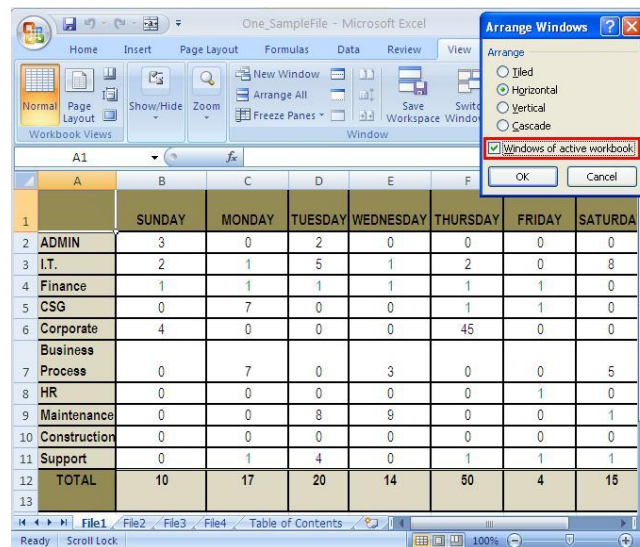 One_SampleFile - Microsoft Excel
Home Insert Page Layout Formulas Data Review View
Normal Page Layout Show/Hide Zoom New Window Arrange All Freeze Panes Save Workspace
Workbook Views Window
Arrange Windows
Arrange
Tiled
Horizontal
Vertical
Cascade
Windows of active workbook
OK Cancel
A1 fx
A B C D E F
1 SUNDAY MONDAY TUESDAY WEDNESDAY THURSDAY FRIDAY SATURDA
2 ADMIN 3 0 2 0 0 0 0
3 I.T. 2 1 5 1 2 0 8
4 Finance 1 1 1 1 1 1 0
5 CSG 0 7 0 0 1 1 0
6 Corporate 4 0 0 0 45 0 0
Business
7 Process 0 7 0 3 0 0 5
8 HR 0 0 0 0 0 1 0
9 Maintenance 0 0 8 9 0 0 1
10 Construction 0 0 0 0 0 0 0
11 Support 0 1 4 0 1 1 1
12 TOTAL 10 17 20 14 50 4 15
13
File1 File2 File3 File4 Table of Contents
Ready Scroll Lock 100%